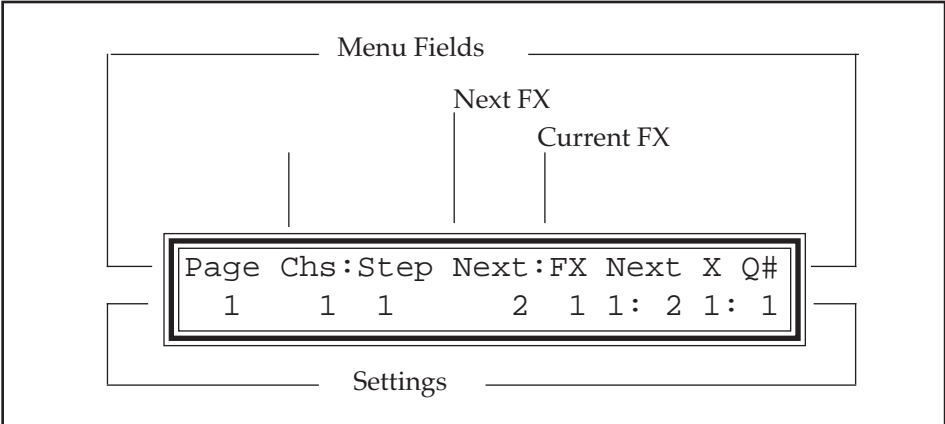 Menu Fields
Next FX
Current FX
Page Chs:Step Next:FX Next X Q#
1 1 1 2 1 1: 2 1: 1
Settings